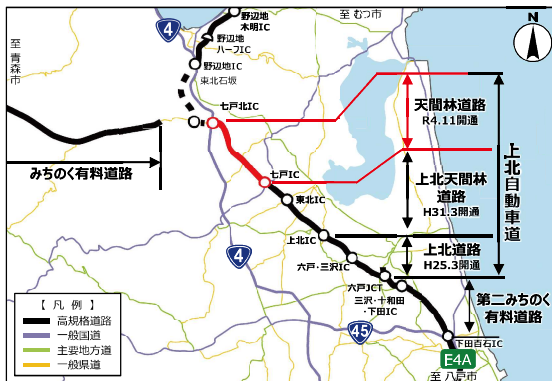 至 むつ市
N
4
野辺地
木明IC
野辺地
ハーフIC
野辺地IC
東北石坂
至 青森市
七戸北IC
天間林道路
R4.11開通
みちのく有料道路
七戸IC
東北IC
上北天間林
道路
H31.3開通
上北自動車道
上北IC
上北道路
H25.3開通
4
六戸・三沢IC
六戸JCT
三沢・十和田
・下田IC
第二みちのく
有料道路
【 凡 例 】
高規格道路
一般国道
主要地方道
一般県道
45
下田百石IC
E4A
至 八戸市